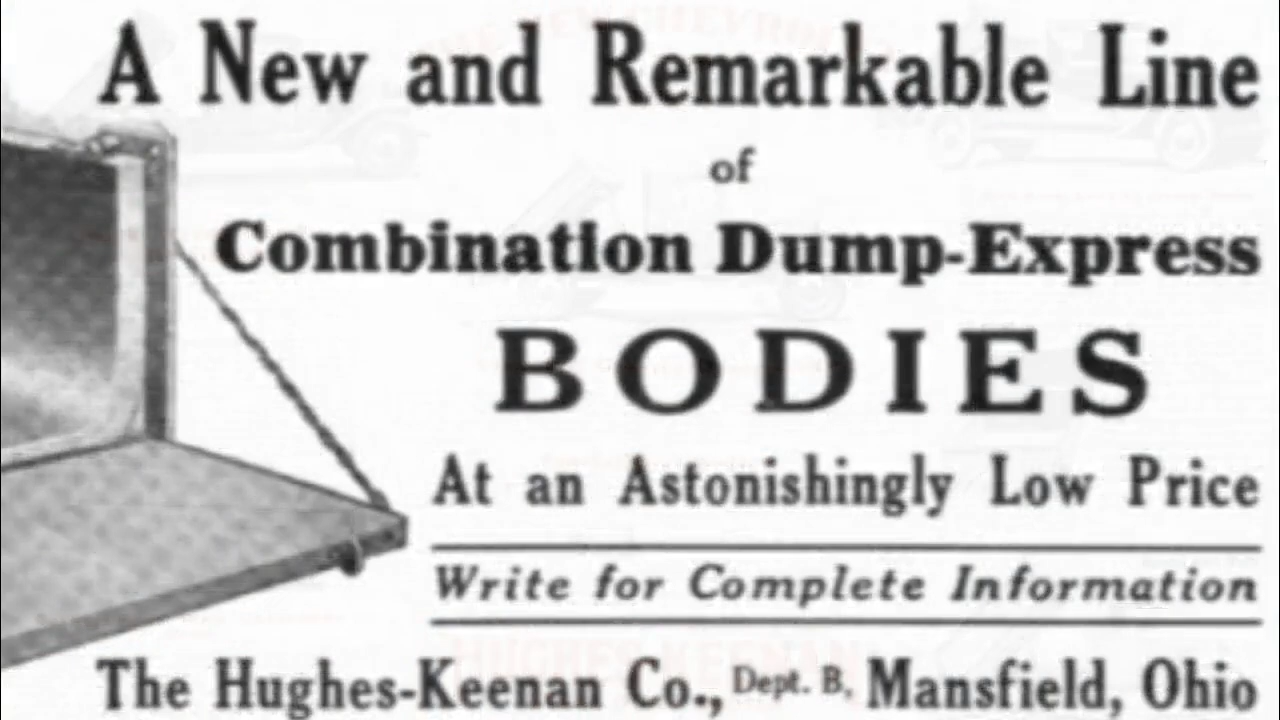 A New and Remarkable Line
of
Combination Dump-Express
BODIES
At an Astonishingly Low Price
Write for Complete Information
The Hughes-Keenan Co., Dept. B, Mansfield, Ohio